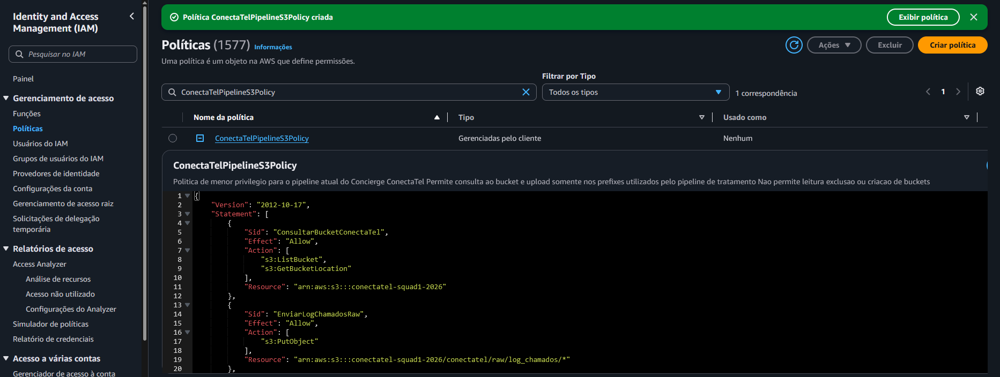 Identity and Access
Management (IAM)
Pesquisar no IAM
Painel
Gerenciamento de acesso
Funções
Políticas
Usuários do IAM
Grupos de usuários do IAM
Provedores de identidade
Configurações da conta
Gerenciamento de acesso raiz
Solicitações de delegação
temporária
Relatórios de acesso
Access Analyzer
Análise de recursos
Acesso não utilizado
Configurações do Analyzer
Simulador de políticas
Relatório de credenciais
Acesso a várias contas
Gerenciador de acesso à conta
Política ConectaTelPipelineS3Policy criada
Exibir política
Políticas (1577) Informações
Ações
Excluir
Criar política
Uma política é um objeto na AWS que define permissões.
Filtrar por Tipo
ConectaTelPipelineS3Policy
Todos os tipos
1 correspondência
1
Nome da política
Tipo
Usado como
ConectaTelPipelineS3Policy
Gerenciadas pelo cliente
Nenhum
ConectaTelPipelineS3Policy
Politica de menor privilegio para o pipeline atual do Concierge ConectaTel Permite consulta ao bucket e upload somente nos prefixes utilizados pelo pipeline de tratamento Nao permite leitura exclusao ou criacao de buckets
1 {
2 "Version": "2012-10-17",
3 "Statement": [
4 {
5 "Sid": "ConsultarBucketConectaTel",
6 "Effect": "Allow",
7 "Action": [
8 "s3:ListBucket",
9 "s3:GetBucketLocation"
10 ],
11 "Resource": "arn:aws:s3:::conectatel-squad1-2026"
12 },
13 {
14 "Sid": "EnviarLogChamadosRaw",
15 "Effect": "Allow",
16 "Action": [
17 "s3:PutObject"
18 ],
19 "Resource": "arn:aws:s3:::conectatel-squad1-2026/conectatel/raw/log_chamados/*"
20 },